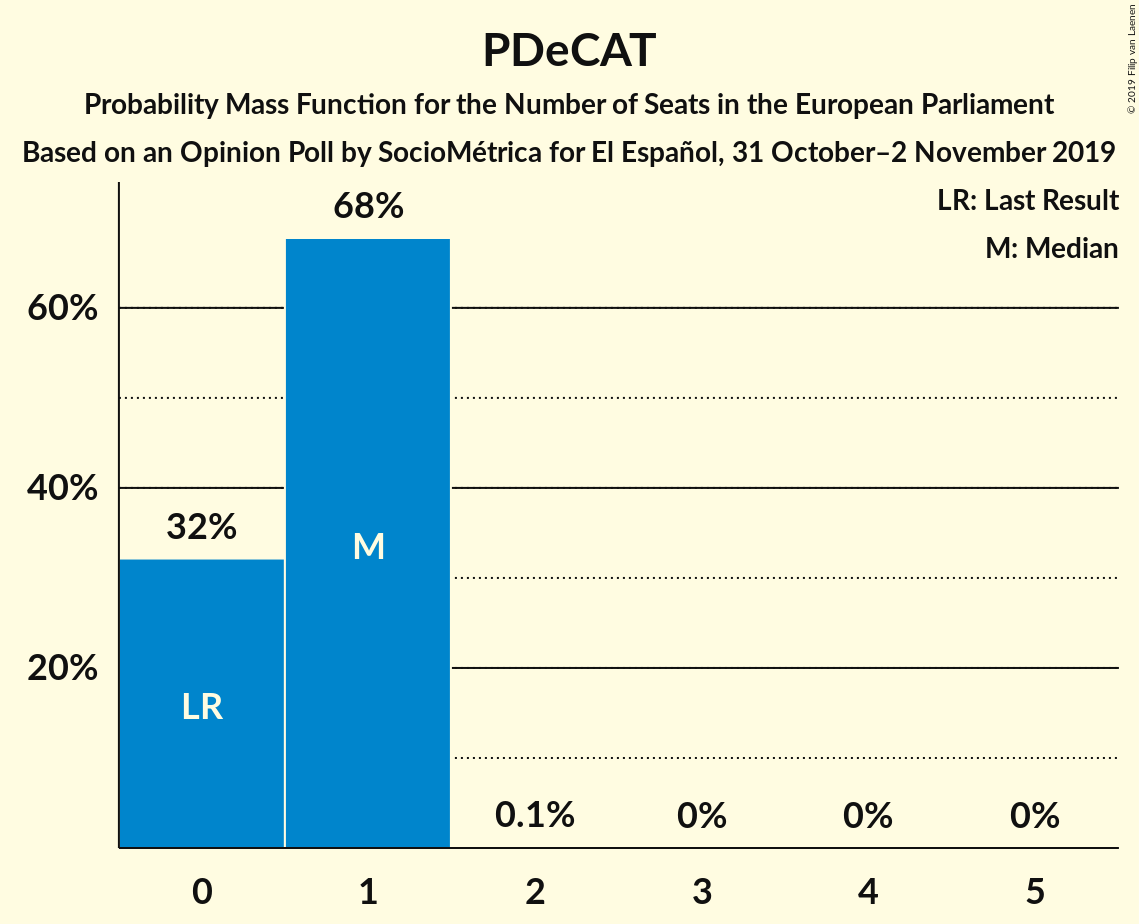 PDeCAT
Probability Mass Function for the Number of Seats in the European Parliament
Based on an Opinion Poll by SocioMétrica for El Español, 31 October–2 November 2019
© 2019 Filip van Laenen
LR: Last Result
M: Median
68%
60%
40%
32%
M
20%
LR
0.1%
0%
0%
0%
0
1
2
3
4
5